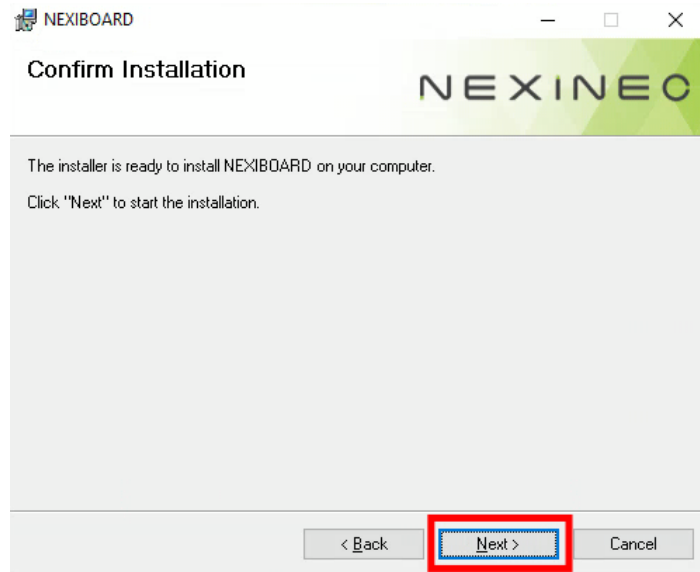 NEXIBOARD
Confirm Installation
NEXINEO
The installer is ready to install NEXIBOARD on your computer.
Click "Next" to start the installation.
< Back
Next >
Cancel